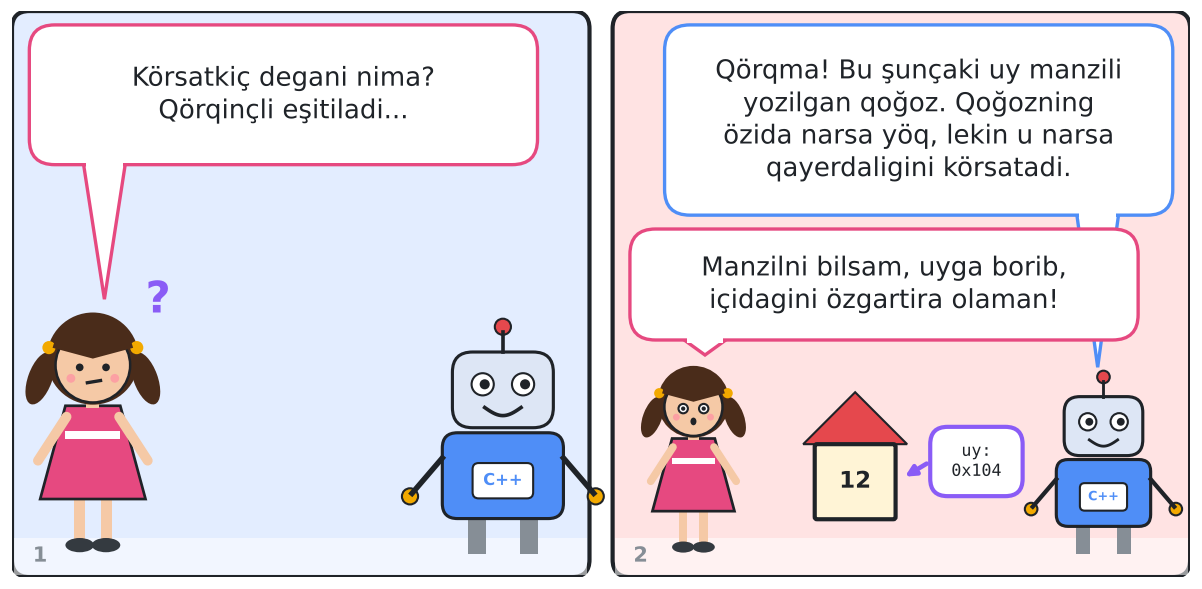 Körsatkiç degani nima?
Qörqinçli eşitiladi...
?
C++
1
Qörqma! Bu şunçaki uy manzili
yozilgan qoğoz. Qoğozning
özida narsa yöq, lekin u narsa
qayerdaligini körsatadi.
Manzilni bilsam, uyga borib,
içidagini özgartira olaman!
12
uy:
0x104
C++
2